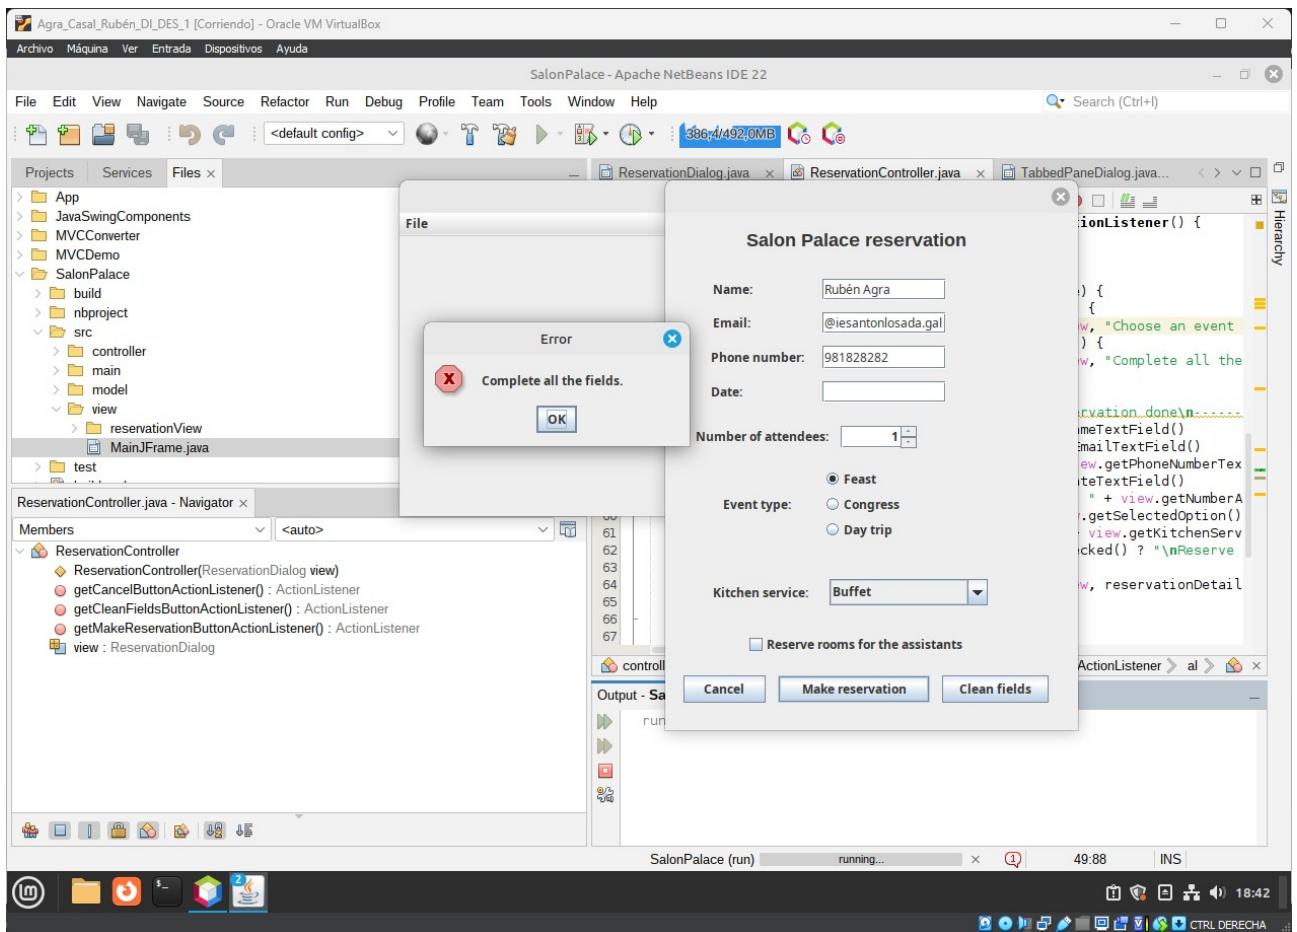 Agra_Casal_Rubén_DI_DES_1 [Corriendo] - Oracle VM VirtualBox
Archivo Máquina Ver Entrada Dispositivos Ayuda
SalonPalace - Apache NetBeans IDE 22
File Edit View Navigate Source Refactor Run Debug Profile Team Tools Window Help
Search (Ctrl+I)
<default config>
386,4/492,0MB
Projects Services Files
ReservationDialog.java ReservationController.java TabbedPaneDialog.java...
App
JavaSwingComponents
MVCConverter
MVCDemo
SalonPalace
build
nbproject
src
controller
main
model
view
reservationView
MainJFrame.java
test
ReservationController.java - Navigator
Members <auto>
ReservationController
ReservationController(ReservationDialog view)
getCancelButtonActionListener() : ActionListener
getCleanFieldsButtonActionListener() : ActionListener
getMakeReservationButtonActionListener() : ActionListener
view : ReservationDialog
File
Error
Complete all the fields.
OK
Salon Palace reservation
Name: Rubén Agra
Email: @iesantonlosada.gal
Phone number: 981828282
Date:
Number of attendees: 1
Event type:
Feast
Congress
Day trip
Kitchen service: Buffet
Reserve rooms for the assistants
Cancel Make reservation Clean fields
Hierarchy
ionListener() {
) {
{
w, "Choose an event
) {
w, "Complete all the
rvation done\n------
meTextField()
EmailTextField()
ew.getPhoneNumberTex
ateTextField()
" + view.getNumberA
.getSelectedOption()
view.getKitchenServ
cked() ? "\nReserve
w, reservationDetail
61
62
63
64
65
66
67
controll
ActionListener al
Output - Sa
run
SalonPalace (run) running... 1 49:88 INS
2
18:42
CTRL DERECHA